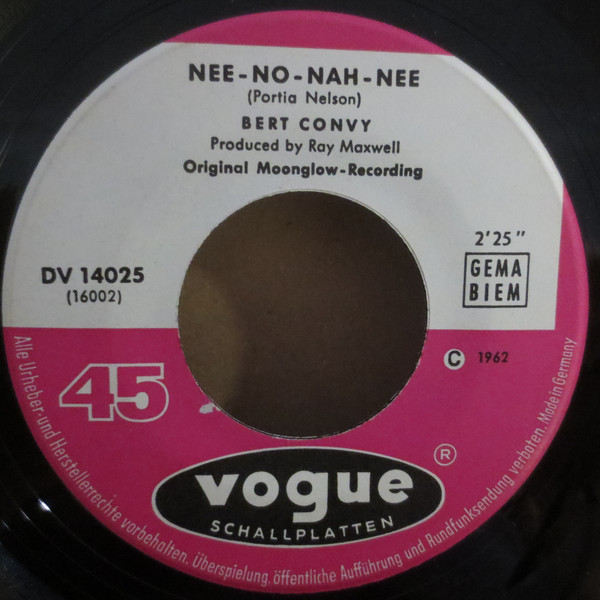 NEE-NO-NAH-NEE
(Portia Nelson)
BERT CONVY
Produced by Ray Maxwell
Original Moonglow-Recording
2'25"
DV 14025
(16002)
GEMA
BIEM
C 1962
45
vogue ®
SCHALLPLATTEN
Alle Urheber- und Herstellerrechte vorbehalten. Überspielung, öffentliche Aufführung und Rundfunksendung verboten. Made in Germany